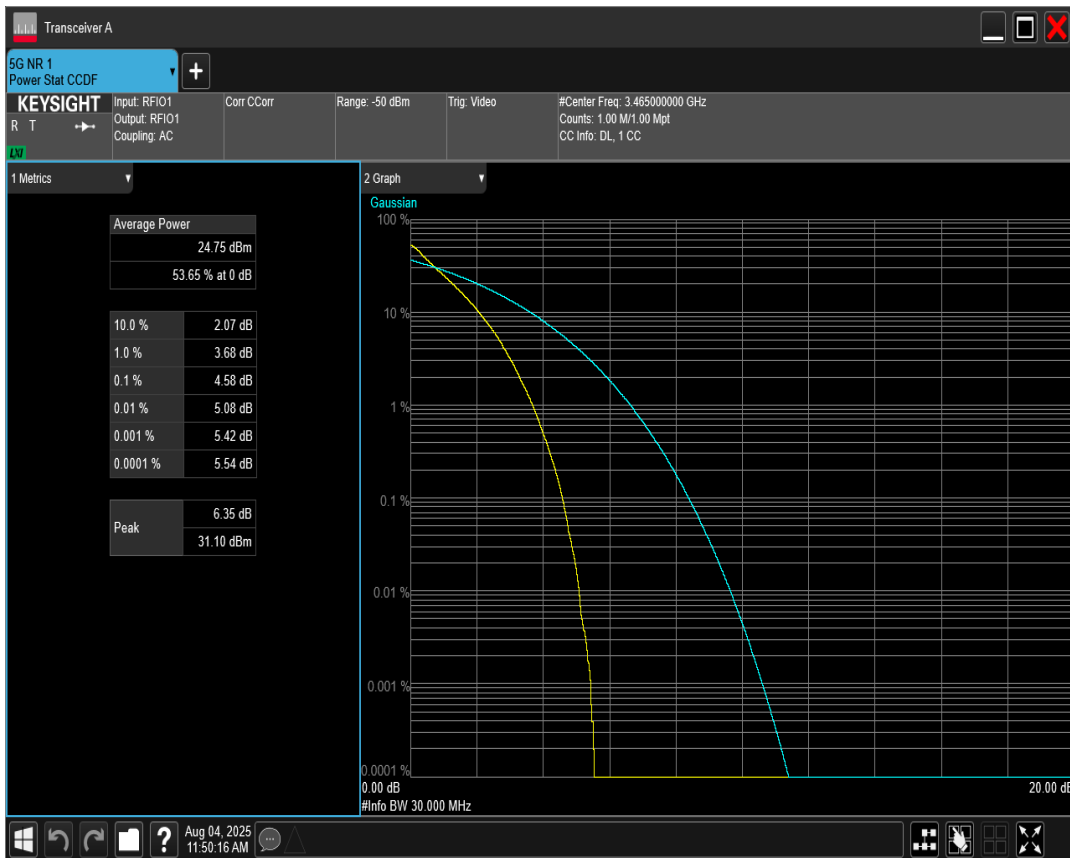 Transceiver A
5G NR 1
Power Stat CCDF
KEYSIGHT
R T
LXI
Input: RFIO1
Output: RFIO1
Coupling: AC
Corr CCorr
Range: -50 dBm
Trig: Video
#Center Freq: 3.465000000 GHz
Counts: 1.00 M/1.00 Mpt
CC Info: DL, 1 CC
1 Metrics
Average Power
24.75 dBm
53.65 % at 0 dB
10.0 % 2.07 dB
1.0 % 3.68 dB
0.1 % 4.58 dB
0.01 % 5.08 dB
0.001 % 5.42 dB
0.0001 % 5.54 dB
Peak
6.35 dB
31.10 dBm
2 Graph
Gaussian
100 %
10 %
1 %
0.1 %
0.01 %
0.001 %
0.0001 %
0.00 dB 20.00 dB
#Info BW 30.000 MHz
Aug 04, 2025
11:50:16 AM